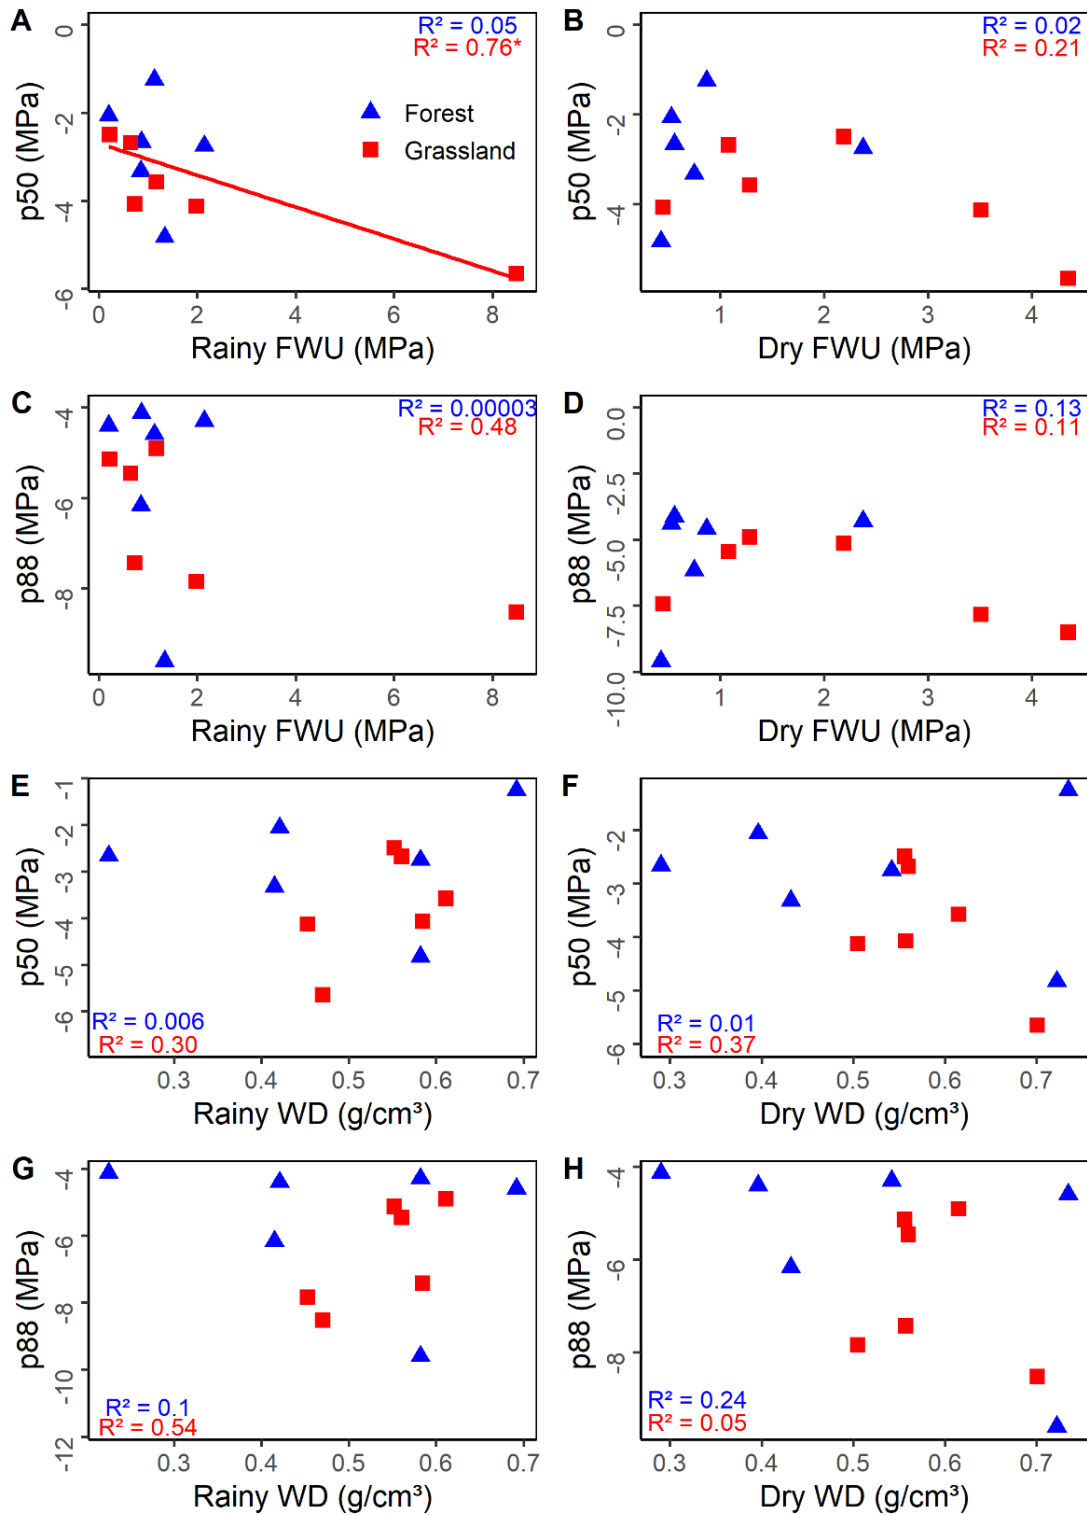 A
R² = 0.05
R² = 0.76*
Forest
Grassland
0
-2
-4
-6
p50 (MPa)
0
2
4
6
8
Rainy FWU (MPa)
B
R² = 0.02
R² = 0.21
0
-2
-4
p50 (MPa)
1
2
3
4
Dry FWU (MPa)
C
R² = 0.00003
R² = 0.48
-4
-6
-8
p88 (MPa)
0
2
4
6
8
Rainy FWU (MPa)
D
R² = 0.13
R² = 0.11
0.0
-2.5
-5.0
-7.5
-10.0
p88 (MPa)
1
2
3
4
Dry FWU (MPa)
E
-1
-2
-3
-4
-5
-6
p50 (MPa)
R² = 0.006
R² = 0.30
0.3
0.4
0.5
0.6
0.7
Rainy WD (g/cm³)
F
-2
-3
-4
-5
-6
p50 (MPa)
R² = 0.01
R² = 0.37
0.3
0.4
0.5
0.6
0.7
Dry WD (g/cm³)
G
-4
-6
-8
-10
-12
p88 (MPa)
R² = 0.1
R² = 0.54
0.3
0.4
0.5
0.6
0.7
Rainy WD (g/cm³)
H
-4
-6
-8
p88 (MPa)
R² = 0.24
R² = 0.05
0.3
0.4
0.5
0.6
0.7
Dry WD (g/cm³)